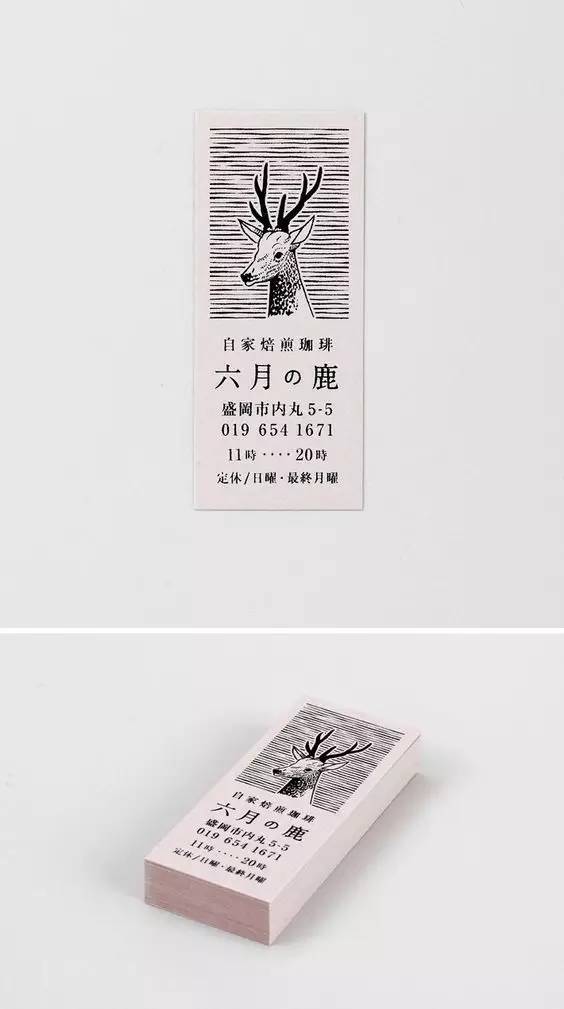 自家焙煎珈琲
六月の鹿
盛岡市内丸5-5
019 654 1671
11時····20時
定休/日曜·最終月曜
自家焙煎珈琲
六月の鹿
盛岡市内丸5-5
019 654 1671
11時····20時
定休/日曜·最終月曜